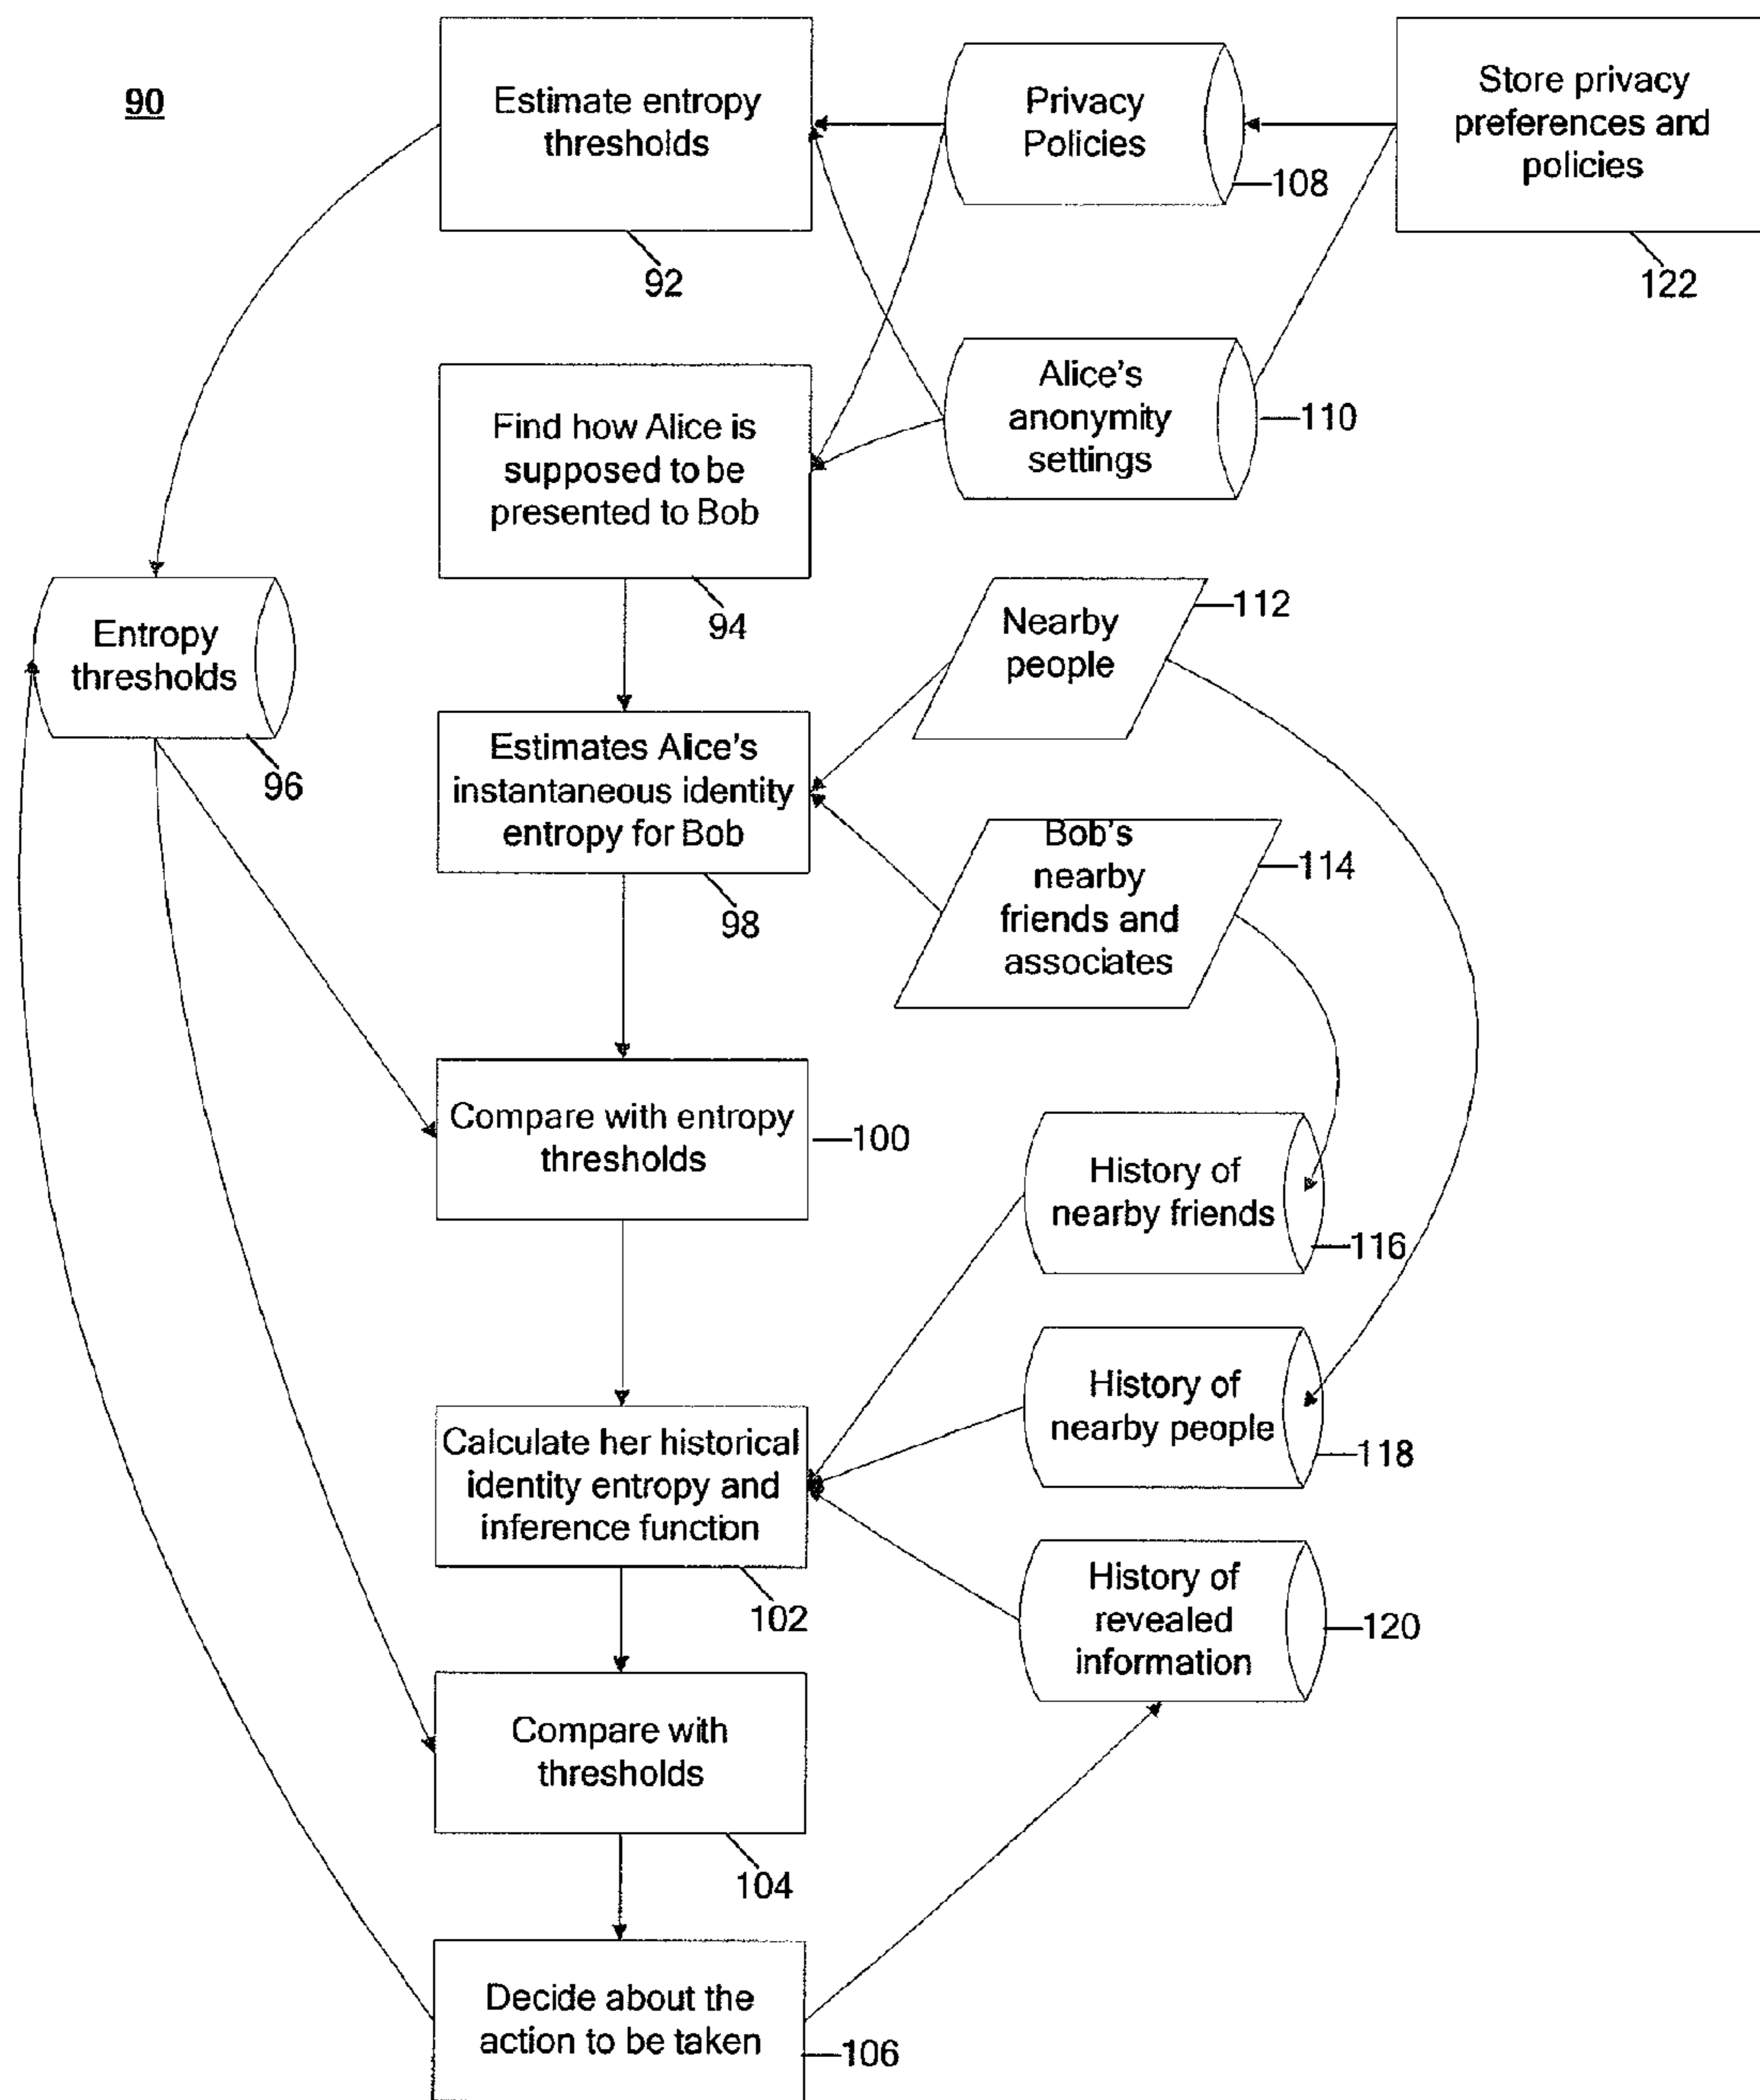 90
Estimate entropy
thresholds
92
Privacy
Policies
108
Store privacy
preferences and
policies
122
Find how Alice is
supposed to be
presented to Bob
94
Alice's
anonymity
settings
110
Entropy
thresholds
96
Nearby
people
112
Estimates Alice's
instantaneous identity
entropy for Bob
98
Bob's
nearby
friends and
associates
114
Compare with entropy
thresholds
100
History of
nearby friends
116
History of
nearby people
118
Calculate her historical
identity entropy and
inference function
102
History of
revealed
information
120
Compare with
thresholds
104
Decide about the
action to be taken
106